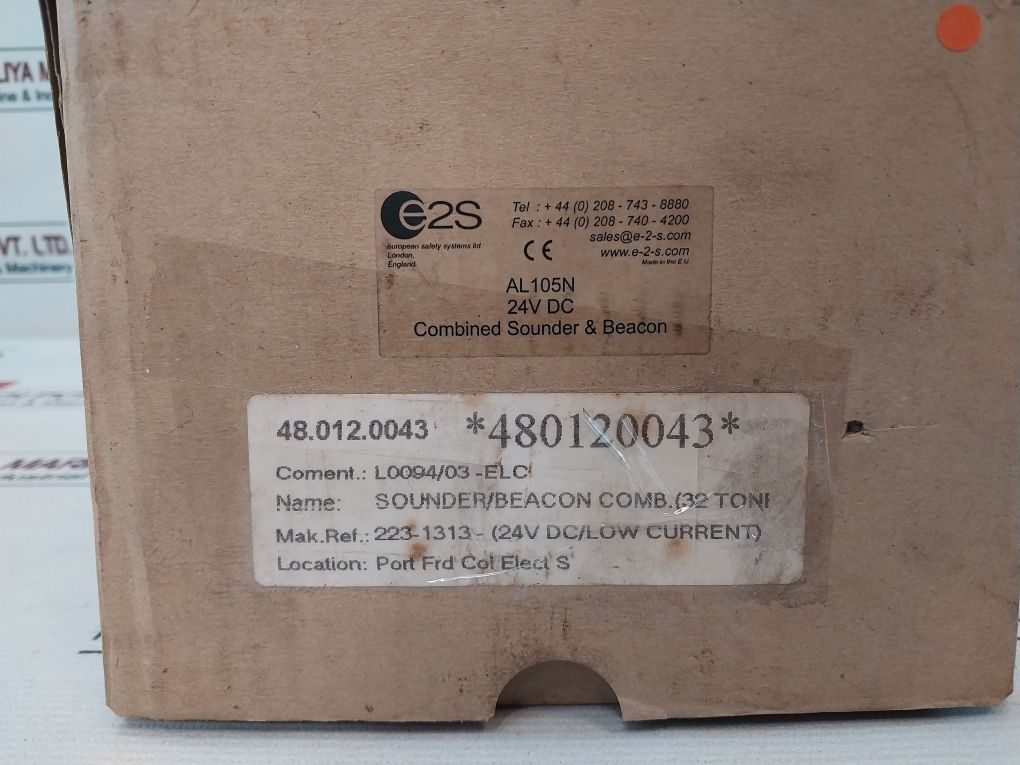 e2S
european safety systems ltd
London,
England.
Tel : + 44 (0) 208 - 743 - 8880
Fax : + 44 (0) 208 - 740 - 4200
sales@e-2-s.com
www.e-2-s.com
Made in the E.U
CE
AL105N
24V DC
Combined Sounder & Beacon
48.012.0043 *480120043*
Coment.: L0094/03 -ELC
Name: SOUNDER/BEACON COMB.(32 TONI
Mak.Ref.: 223-1313 - (24V DC/LOW CURRENT)
Location: Port Frd Col Elect S
VT. LTD.
& Machinery